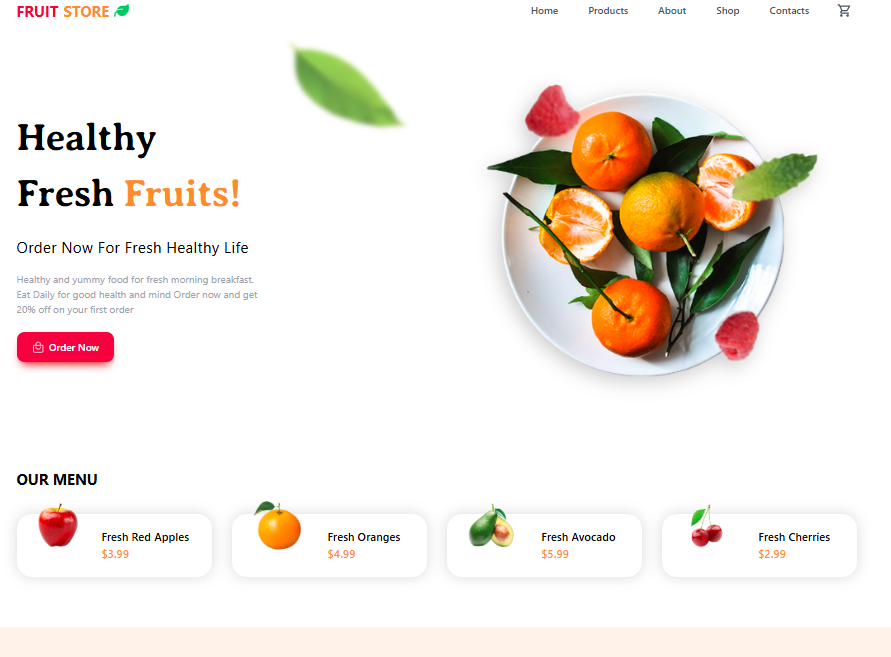 FRUIT STORE
Home
Products
About
Shop
Contacts
Healthy
Fresh Fruits!
Order Now For Fresh Healthy Life
Healthy and yummy food for fresh morning breakfast.
Eat Daily for good health and mind Order now and get
20% off on your first order
Order Now
OUR MENU
Fresh Red Apples
$3.99
Fresh Oranges
$4.99
Fresh Avocado
$5.99
Fresh Cherries
$2.99